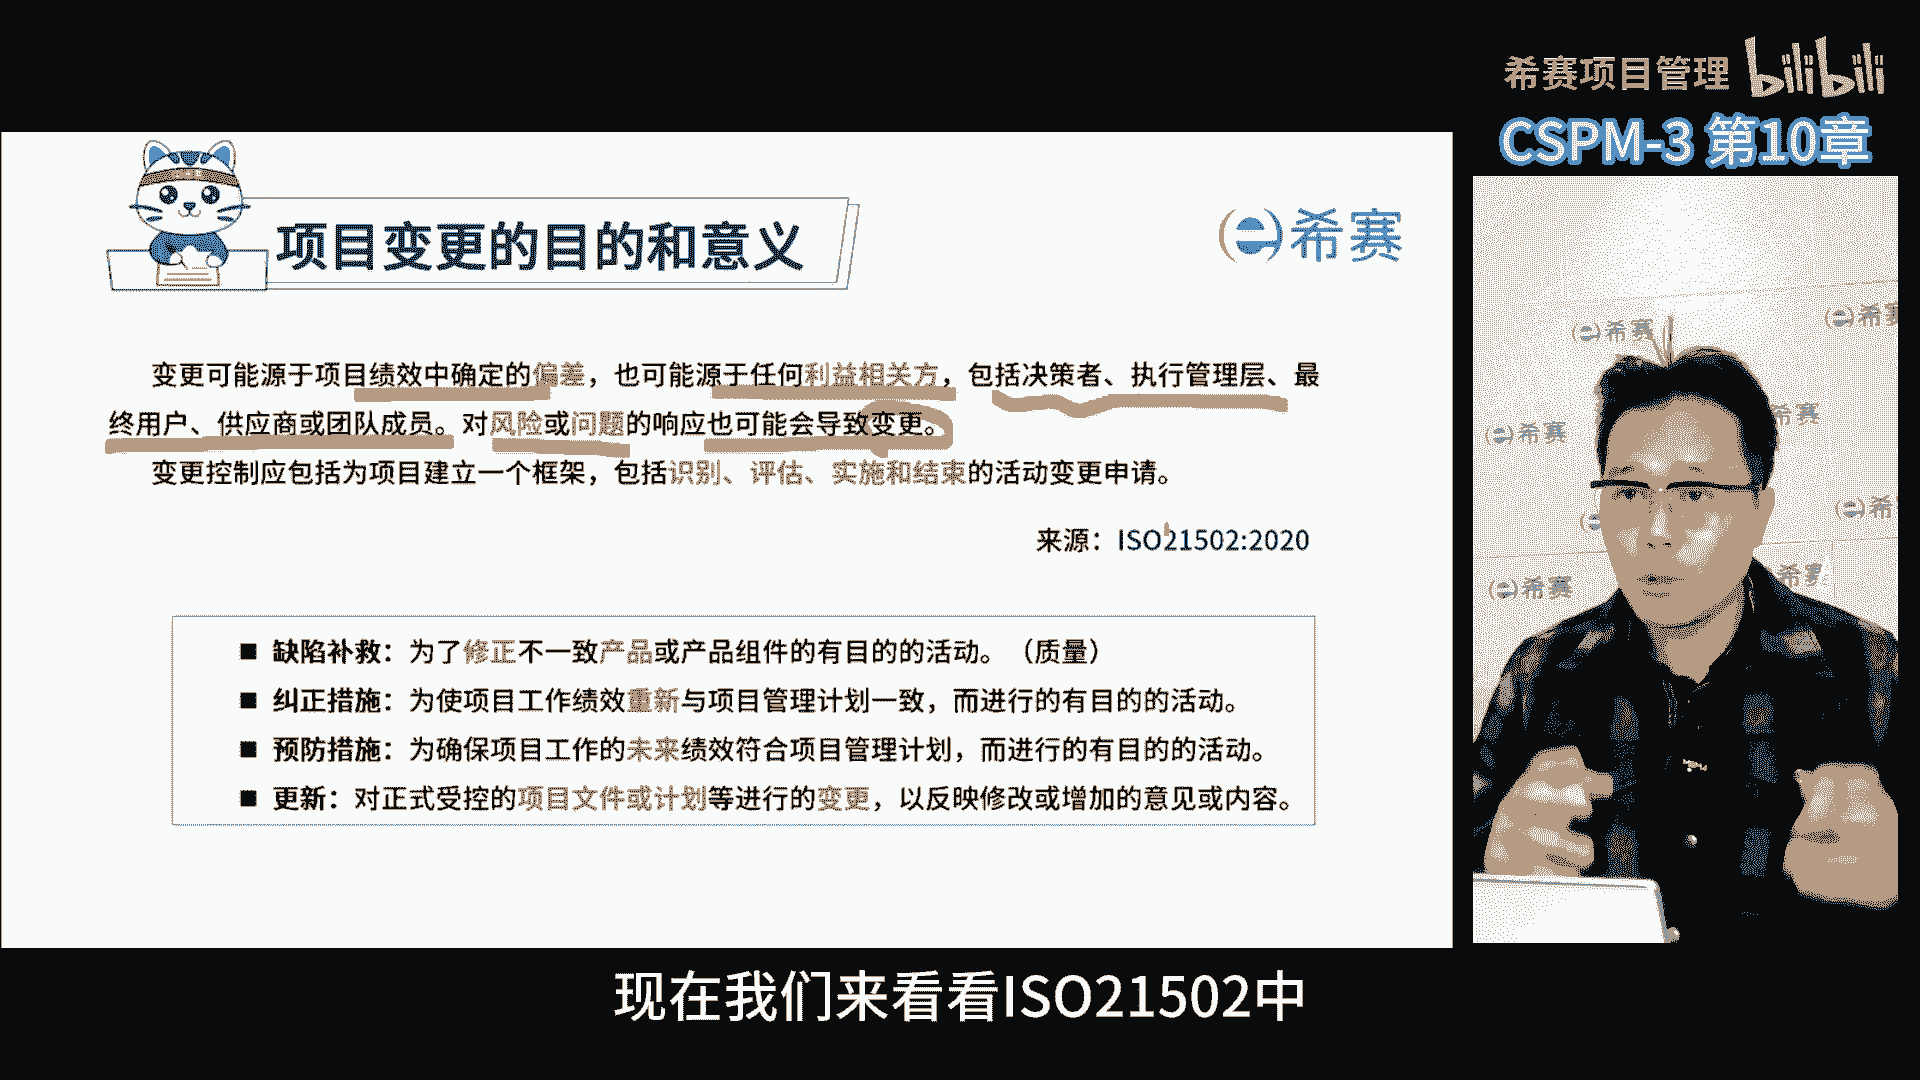 希赛项目管理 bilibili
CSPM-3 第10章
项目变更的目的和意义
希赛
变更可能源于项目绩效中确定的偏差，也可能源于任何利益相关方，包括决策者、执行管理层、最
终用户、供应商或团队成员。对风险或问题的响应也可能会导致变更。
变更控制应包括为项目建立一个框架，包括识别、评估、实施和结束的活动变更申请。
来源：ISO21502:2020
■ 缺陷补救：为了修正不一致产品或产品组件的有目的的活动。（质量）
■ 纠正措施：为使项目工作绩效重新与项目管理计划一致，而进行的有目的的活动。
■ 预防措施：为确保项目工作的未来绩效符合项目管理计划，而进行的有目的的活动。
■ 更新：对正式受控的项目文件或计划等进行的变更，以反映修改或增加的意见或内容。
希赛
希赛
希赛
希赛
希
希赛
希赛
现在我们来看看ISO21502中